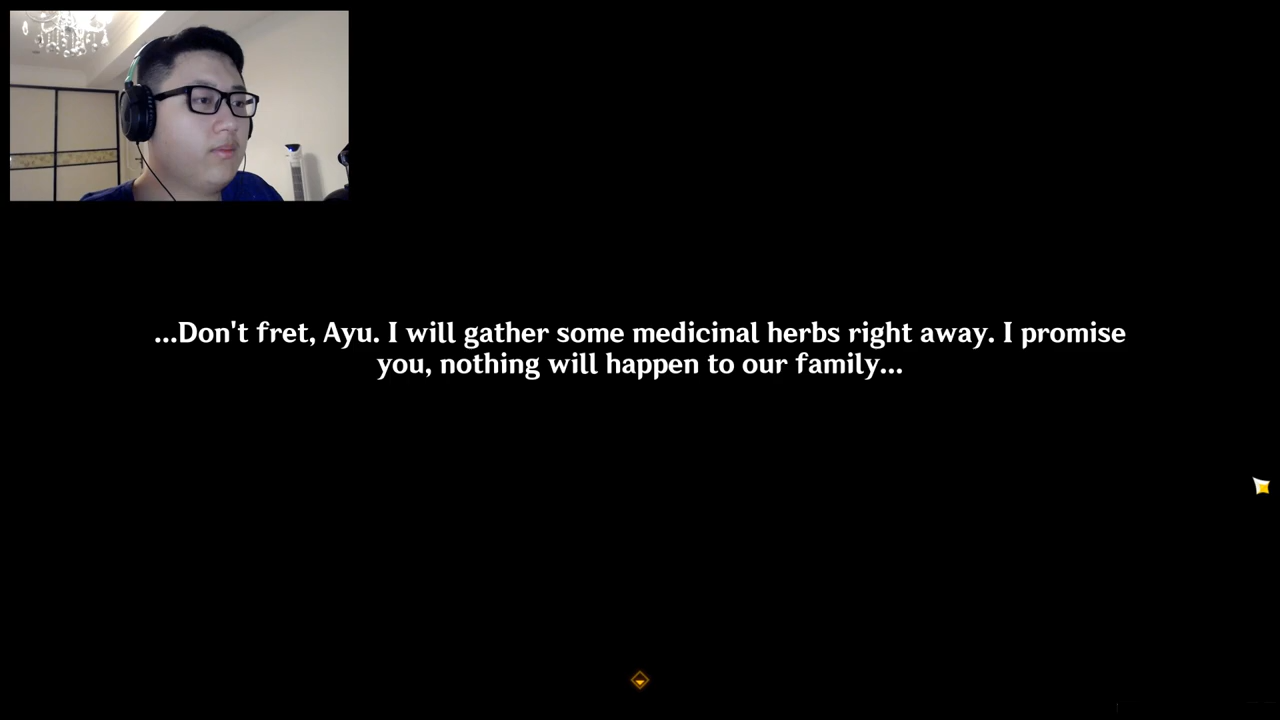 ...Don't fret, Ayu. I will gather some medicinal herbs right away. I promise
you, nothing will happen to our family...